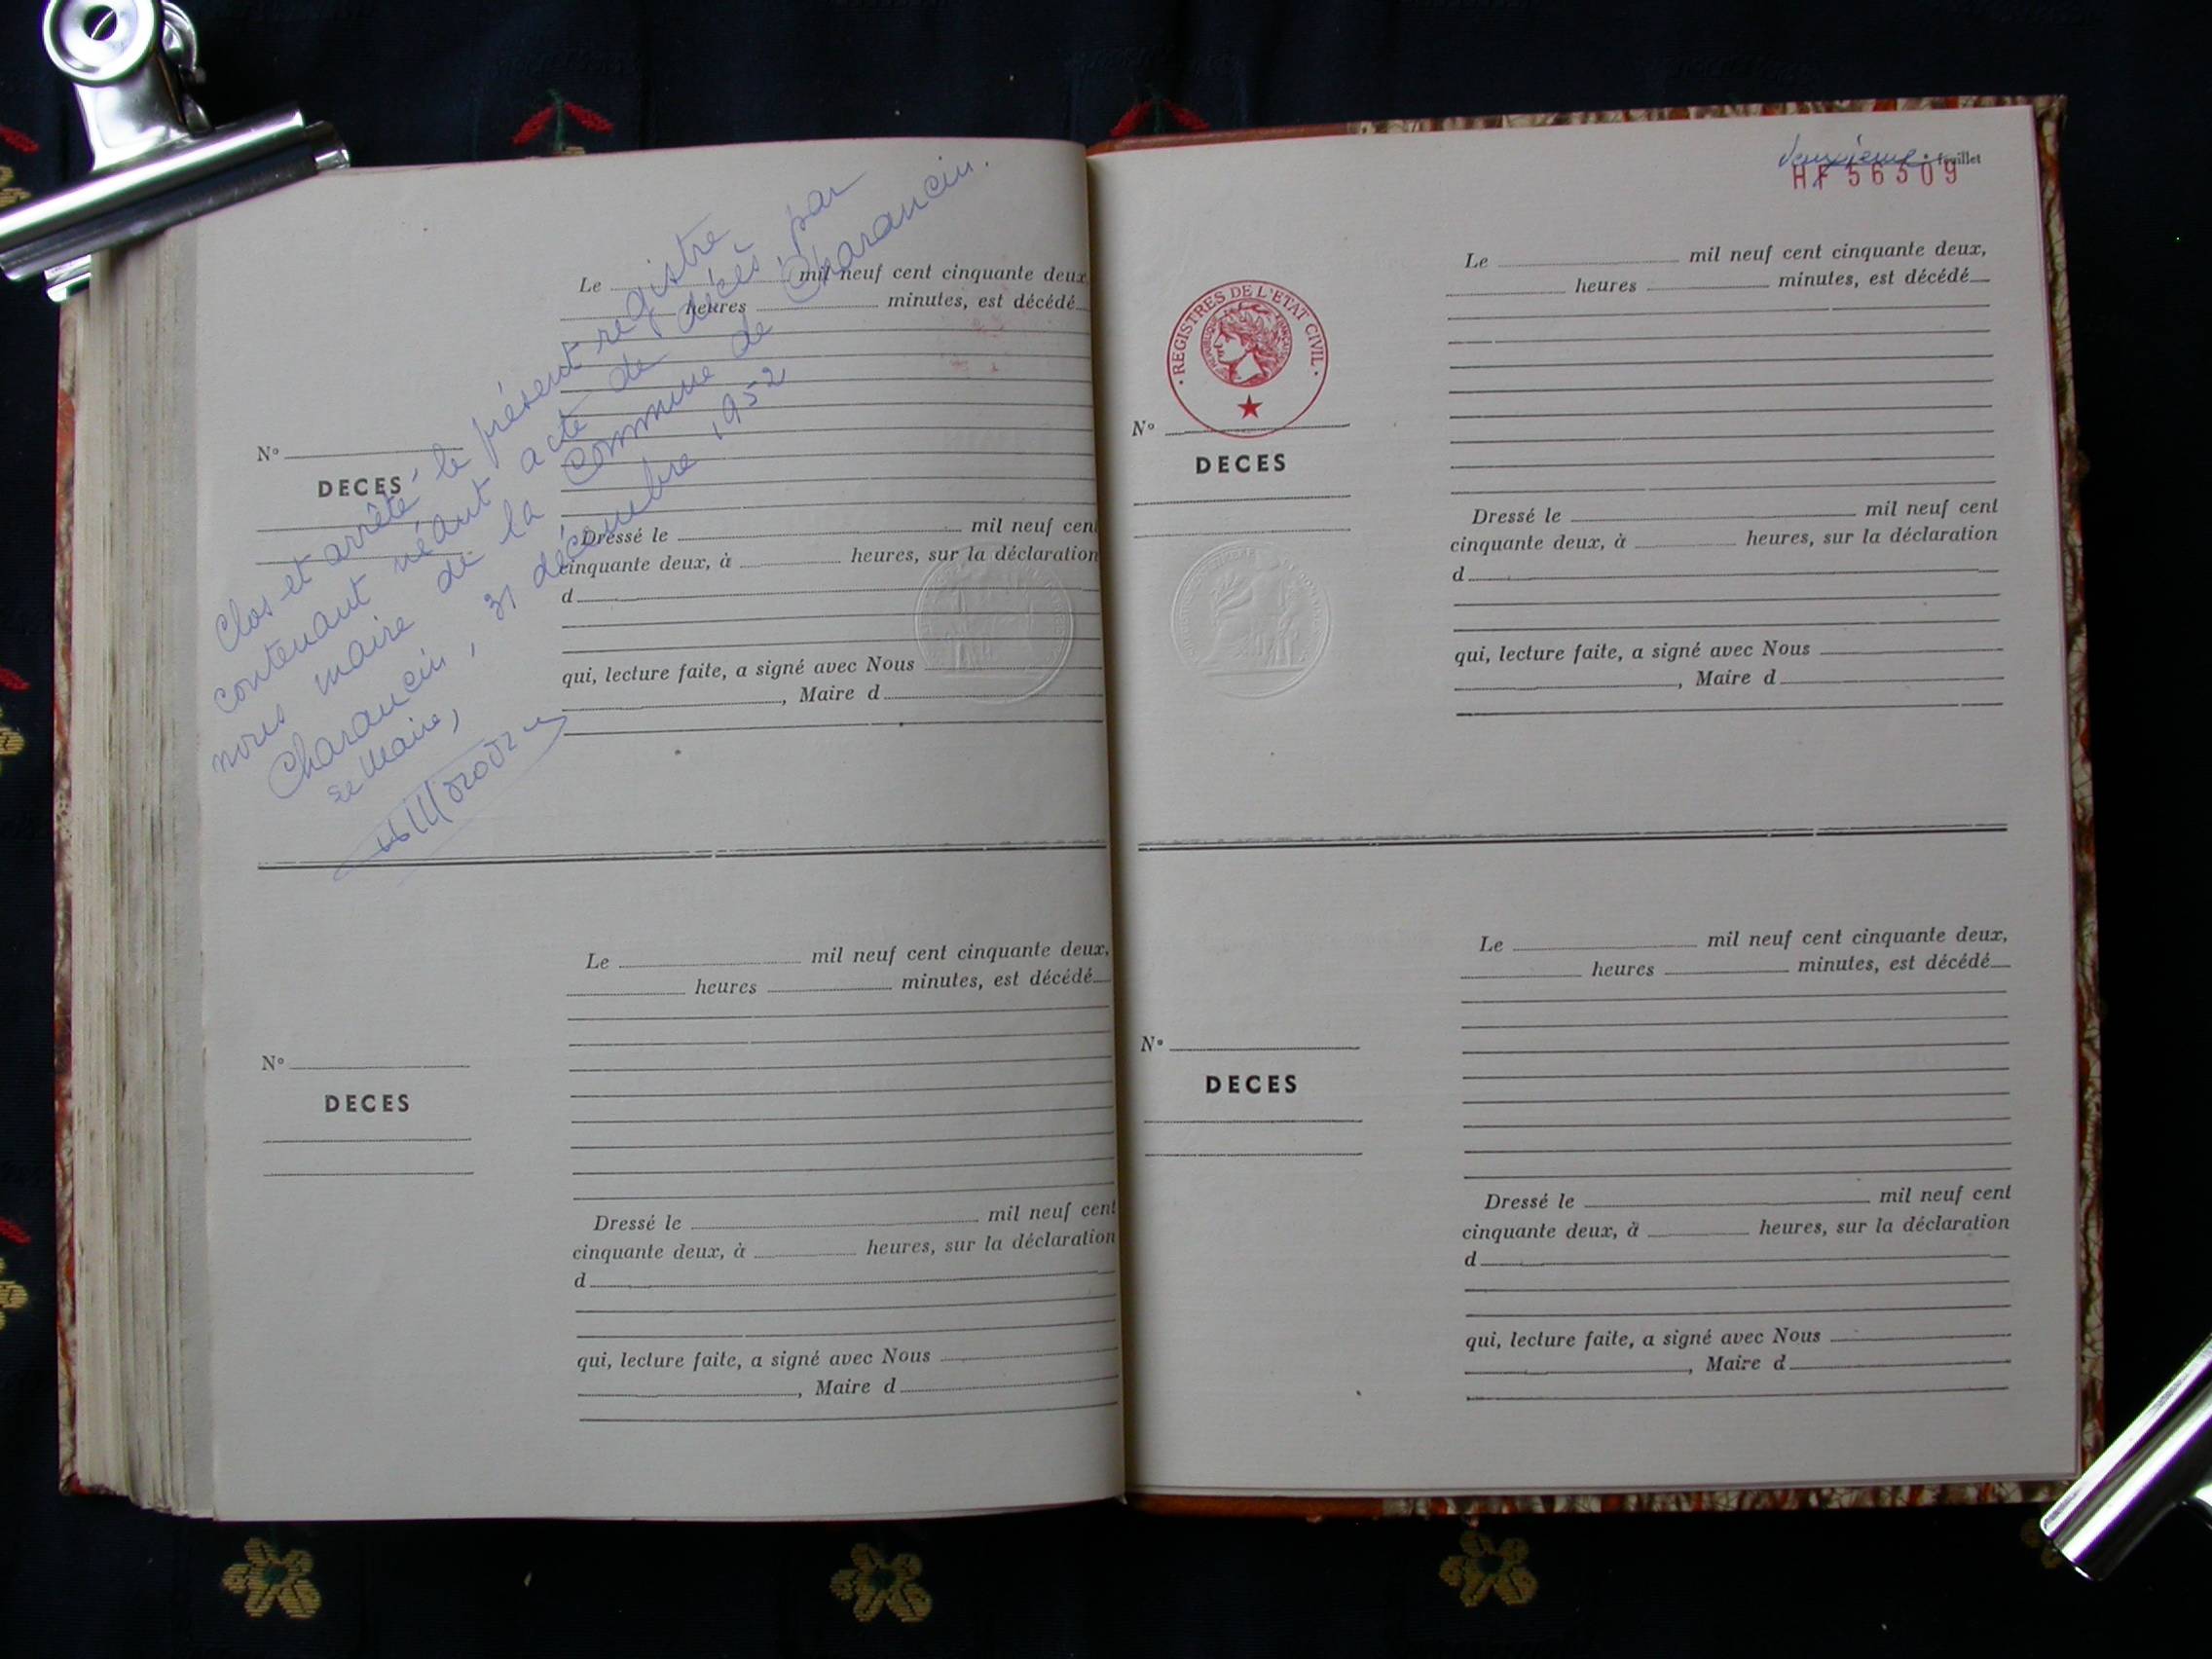 Clos et arrêté le présent registre
contenant néant acte de décès, par
nous maire de la Commune de Charancin.
Charancin, 31 décembre 1952
Le Maire,
N°
DECES
Le mil neuf cent cinquante deux
heures minutes, est décédé
Dressé le mil neuf cent
cinquante deux, à heures, sur la déclaration
d
qui, lecture faite, a signé avec Nous
, Maire d
N°
DECES
Le mil neuf cent cinquante deux,
heures minutes, est décédé
Dressé le mil neuf cent
cinquante deux, à heures, sur la déclaration
d
qui, lecture faite, a signé avec Nous
, Maire d
deuxième feuillet
HF 56509
· REGISTRES DE L'ETAT CIVIL ·
N°
DECES
Le mil neuf cent cinquante deux,
heures minutes, est décédé
Dressé le mil neuf cent
cinquante deux, à heures, sur la déclaration
d
qui, lecture faite, a signé avec Nous
, Maire d
N°
DECES
Le mil neuf cent cinquante deux,
heures minutes, est décédé
Dressé le mil neuf cent
cinquante deux, à heures, sur la déclaration
d
qui, lecture faite, a signé avec Nous
, Maire d